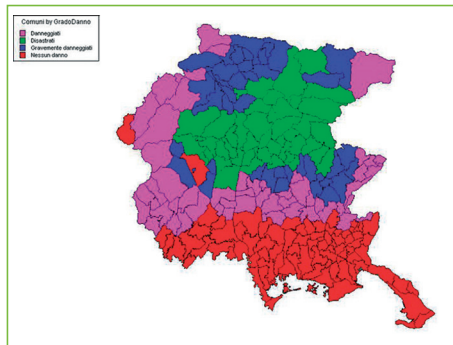 Comuni by GradoDanno
Danneggiati
Disastrati
Gravemente danneggiati
Nessun danno